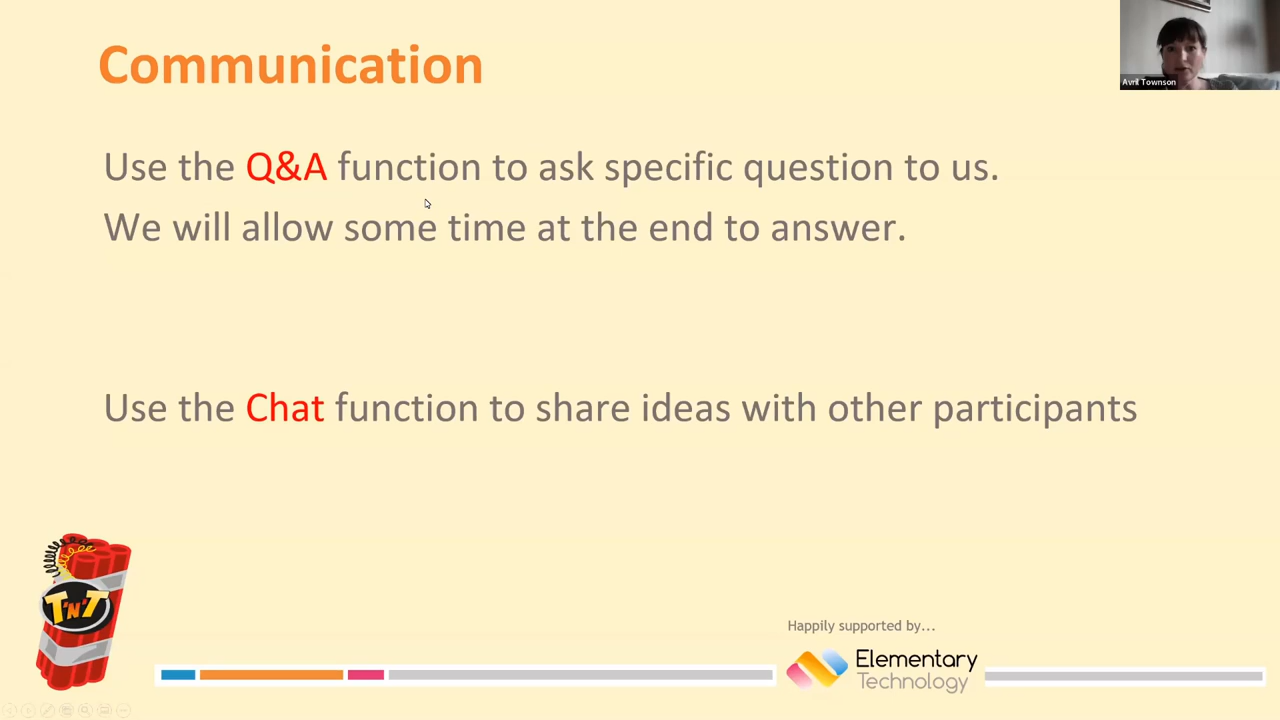 Communication
Avril Townson
Use the Q&A function to ask specific question to us.
We will allow some time at the end to answer.
Use the Chat function to share ideas with other participants
T'N'T
Happily supported by...
Elementary
Technology